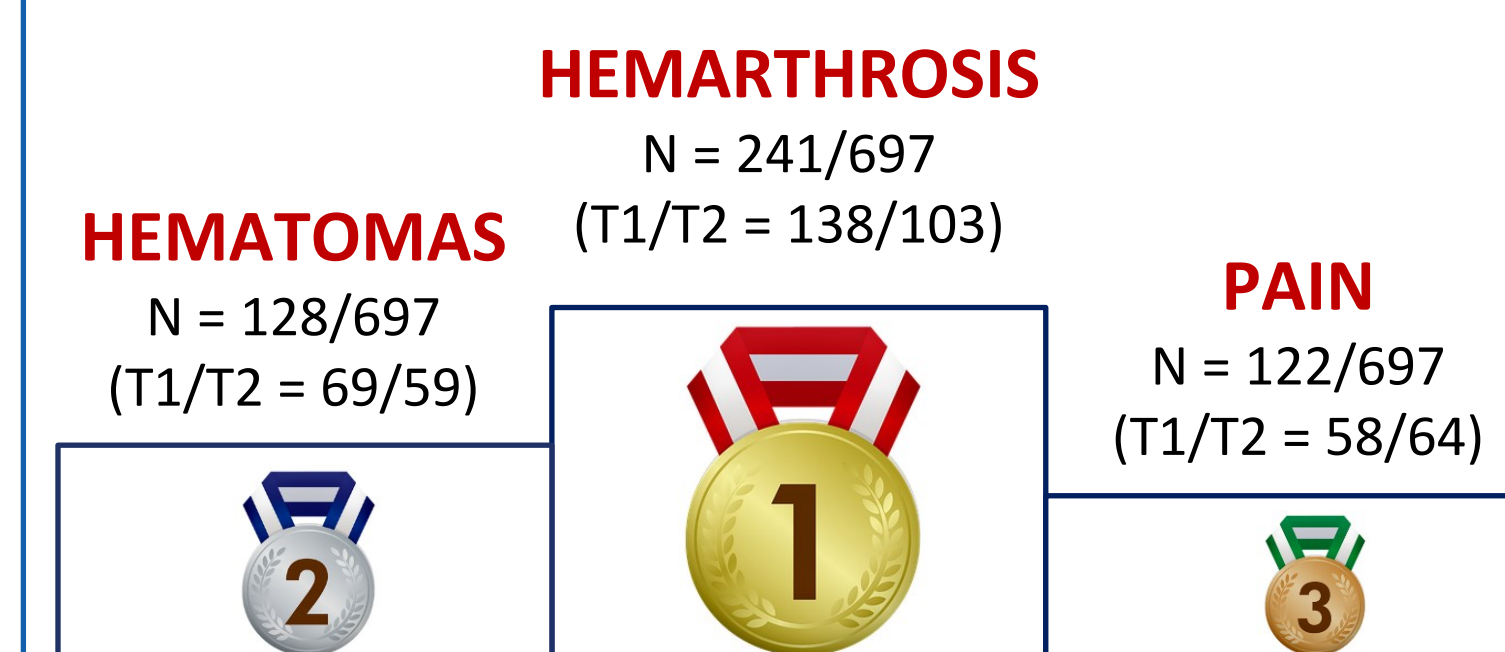 HEMARTHROSIS
N = 241/697
(T1/T2 = 138/103)
HEMATOMAS
N = 128/697
(T1/T2 = 69/59)
PAIN
N = 122/697
(T1/T2 = 58/64)
1
2
3